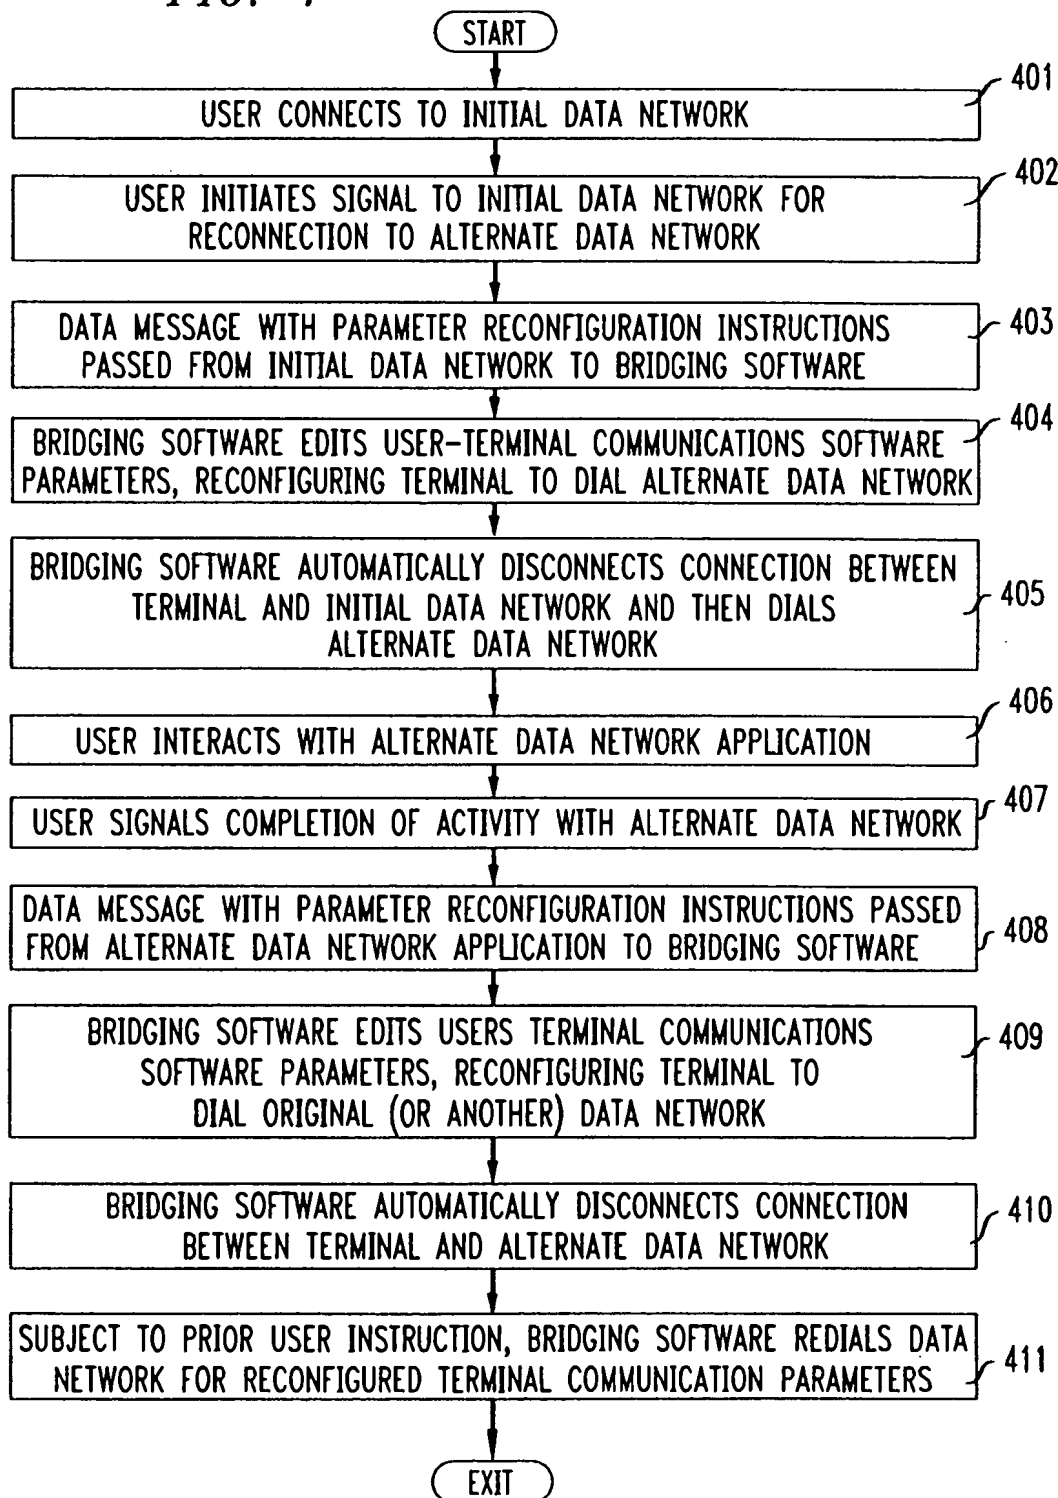 FIG. 4
START
401
USER CONNECTS TO INITIAL DATA NETWORK
402
USER INITIATES SIGNAL TO INITIAL DATA NETWORK FOR
RECONNECTION TO ALTERNATE DATA NETWORK
403
DATA MESSAGE WITH PARAMETER RECONFIGURATION INSTRUCTIONS
PASSED FROM INITIAL DATA NETWORK TO BRIDGING SOFTWARE
404
BRIDGING SOFTWARE EDITS USER-TERMINAL COMMUNICATIONS SOFTWARE
PARAMETERS, RECONFIGURING TERMINAL TO DIAL ALTERNATE DATA NETWORK
BRIDGING SOFTWARE AUTOMATICALLY DISCONNECTS CONNECTION BETWEEN
TERMINAL AND INITIAL DATA NETWORK AND THEN DIALS
ALTERNATE DATA NETWORK
405
406
USER INTERACTS WITH ALTERNATE DATA NETWORK APPLICATION
407
USER SIGNALS COMPLETION OF ACTIVITY WITH ALTERNATE DATA NETWORK
DATA MESSAGE WITH PARAMETER RECONFIGURATION INSTRUCTIONS PASSED
FROM ALTERNATE DATA NETWORK APPLICATION TO BRIDGING SOFTWARE
408
BRIDGING SOFTWARE EDITS USERS TERMINAL COMMUNICATIONS
SOFTWARE PARAMETERS, RECONFIGURING TERMINAL TO
DIAL ORIGINAL (OR ANOTHER) DATA NETWORK
409
BRIDGING SOFTWARE AUTOMATICALLY DISCONNECTS CONNECTION
BETWEEN TERMINAL AND ALTERNATE DATA NETWORK
410
SUBJECT TO PRIOR USER INSTRUCTION, BRIDGING SOFTWARE REDIALS DATA
NETWORK FOR RECONFIGURED TERMINAL COMMUNICATION PARAMETERS
411
EXIT